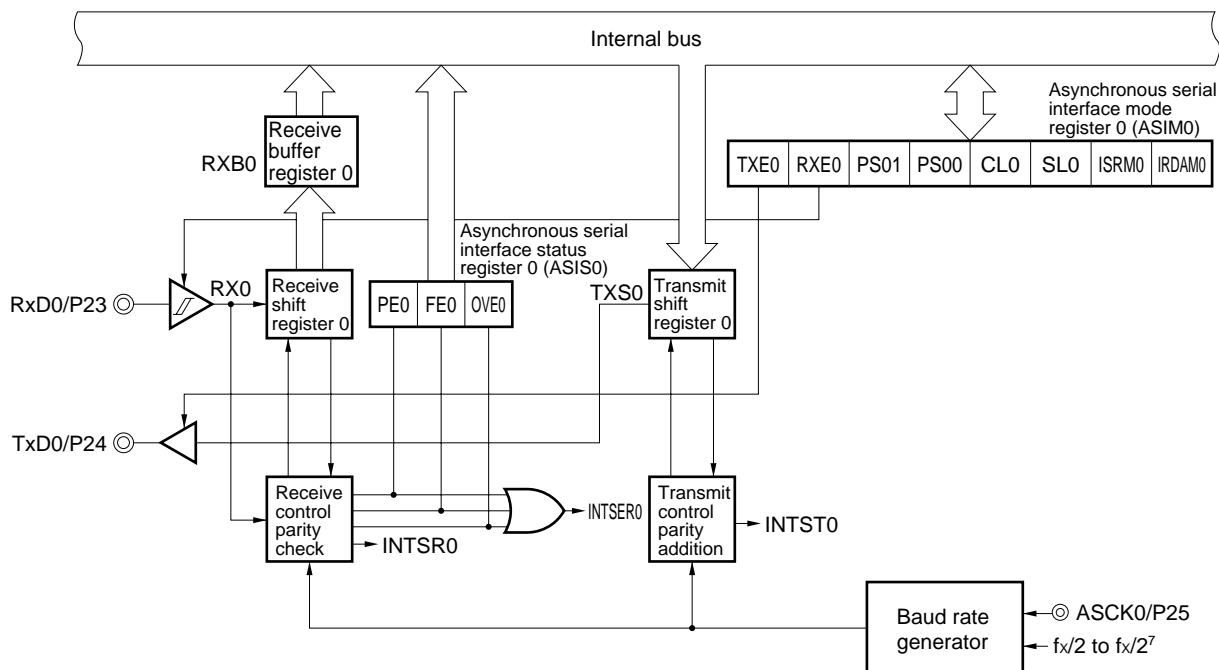 Internal bus
Asynchronous serial
interface mode
register 0 (ASIM0)
Receive
buffer
register 0
RXB0
TXE0 RXE0 PS01 PS00 CL0 SL0 ISRM0 IRDAM0
Asynchronous serial
interface status
register 0 (ASIS0)
RxD0/P23
RX0
Receive
shift
register 0
PE0 FE0 OVE0
TXS0
Transmit
shift
register 0
TxD0/P24
Receive
control
parity
check
INTSER0
INTSR0
Transmit
control
parity
addition
INTST0
Baud rate
generator
ASCK0/P25
fx/2 to fx/2⁷